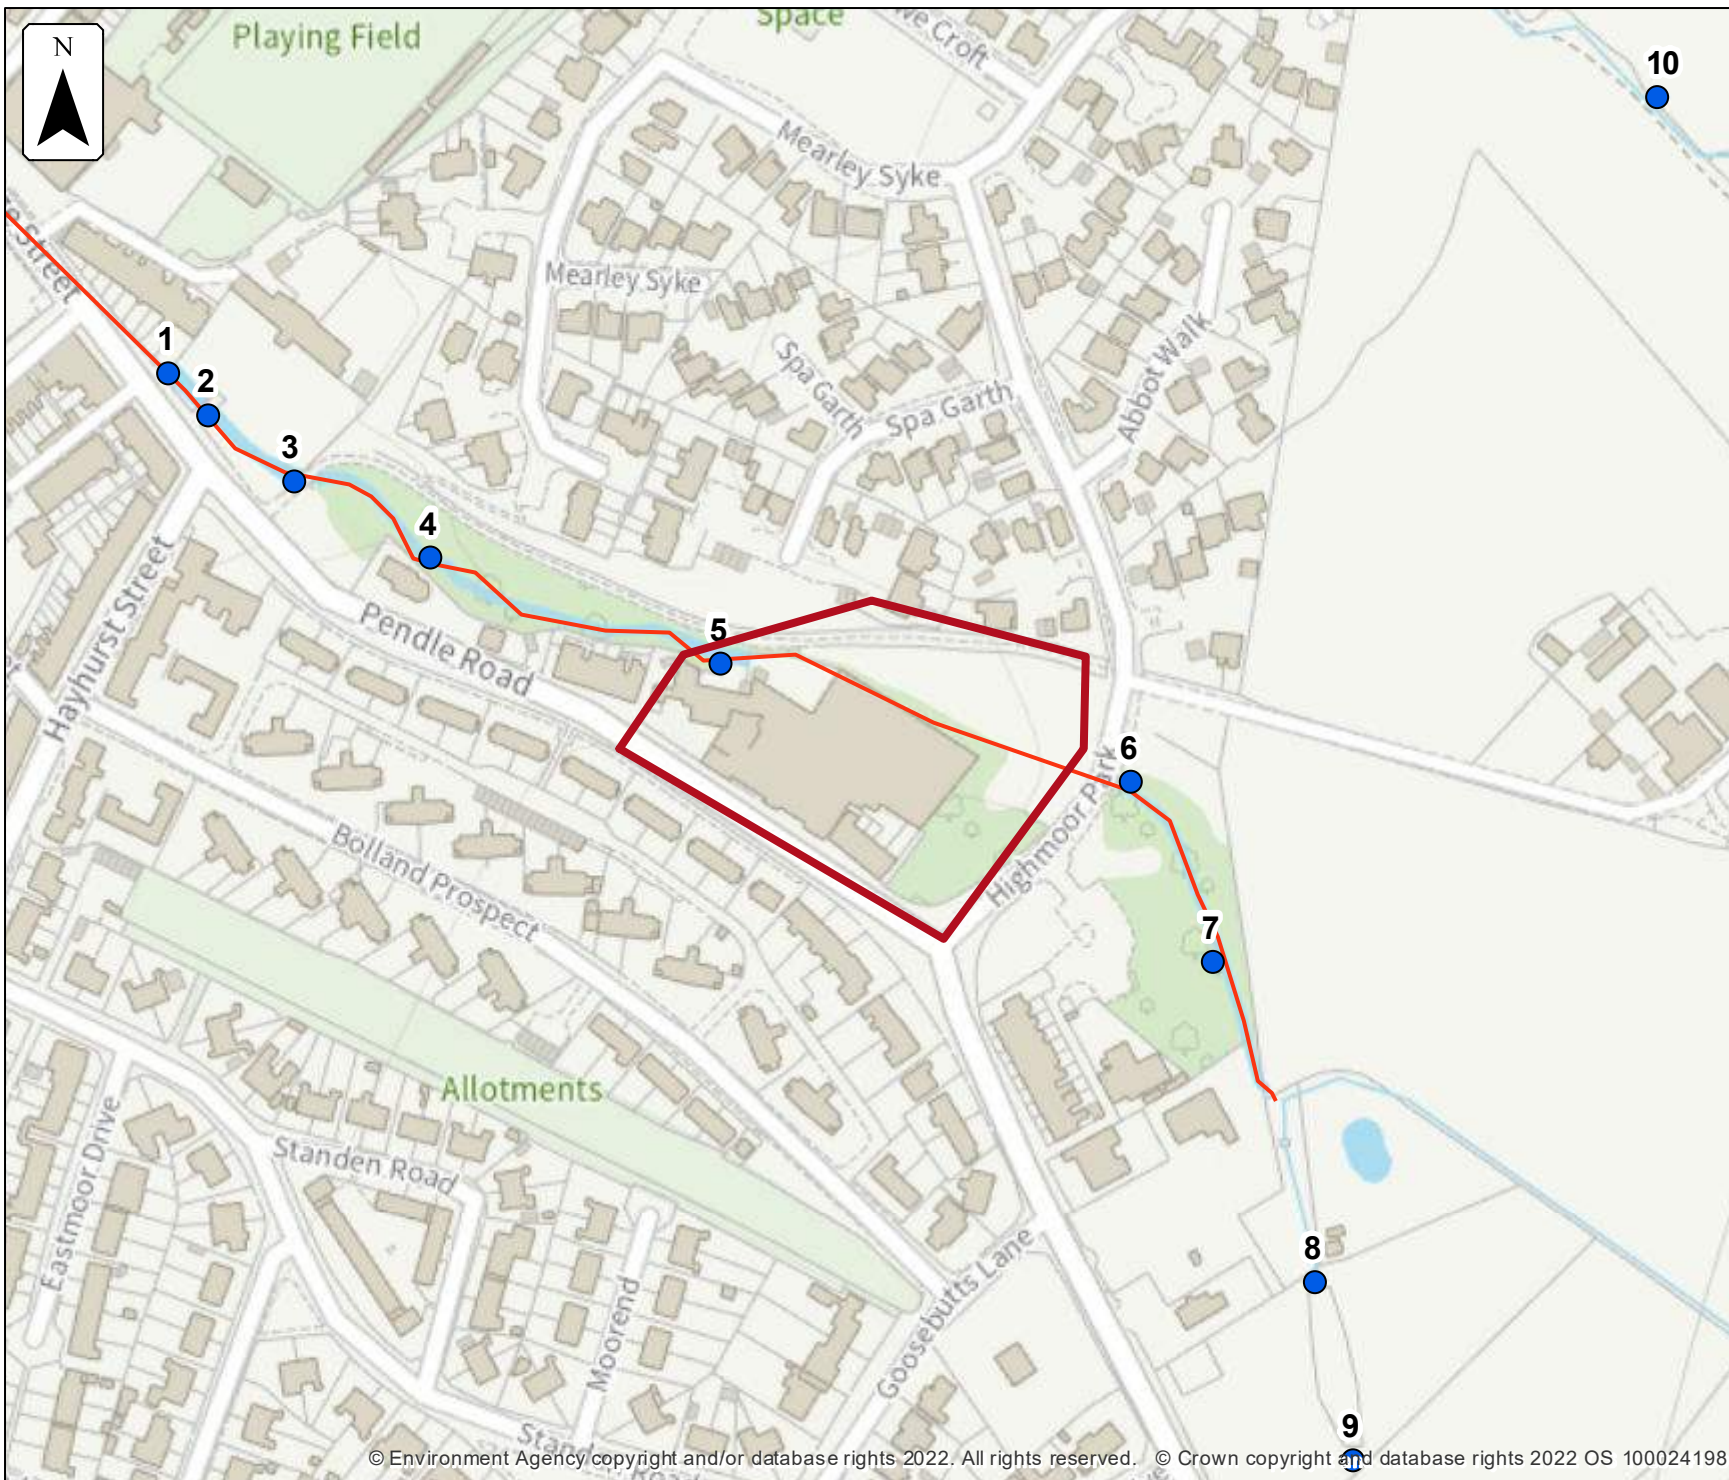 Playing Field
Space
we Croft
10
N
Mearley Syke
Street
Mearley Syke
1
2
3
Spa Garth
Spa Garth
Abbot Walk
4
5
Hayhurst Street
Pendle Road
6
Highmoor Park
Bolland Prospect
7
Allotments
Eastmoor Drive
Standen Road
8
Moorend
Goosebutts Lane
9
© Environment Agency copyright and/or database rights 2022. All rights reserved. © Crown copyright and database rights 2022 OS 100024198